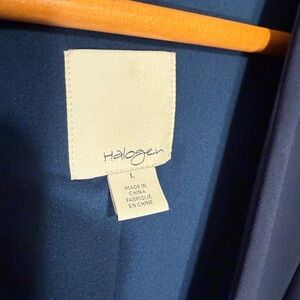 Halogen
L
MADE IN
CHINA
FABRIQUÉ
EN CHINE